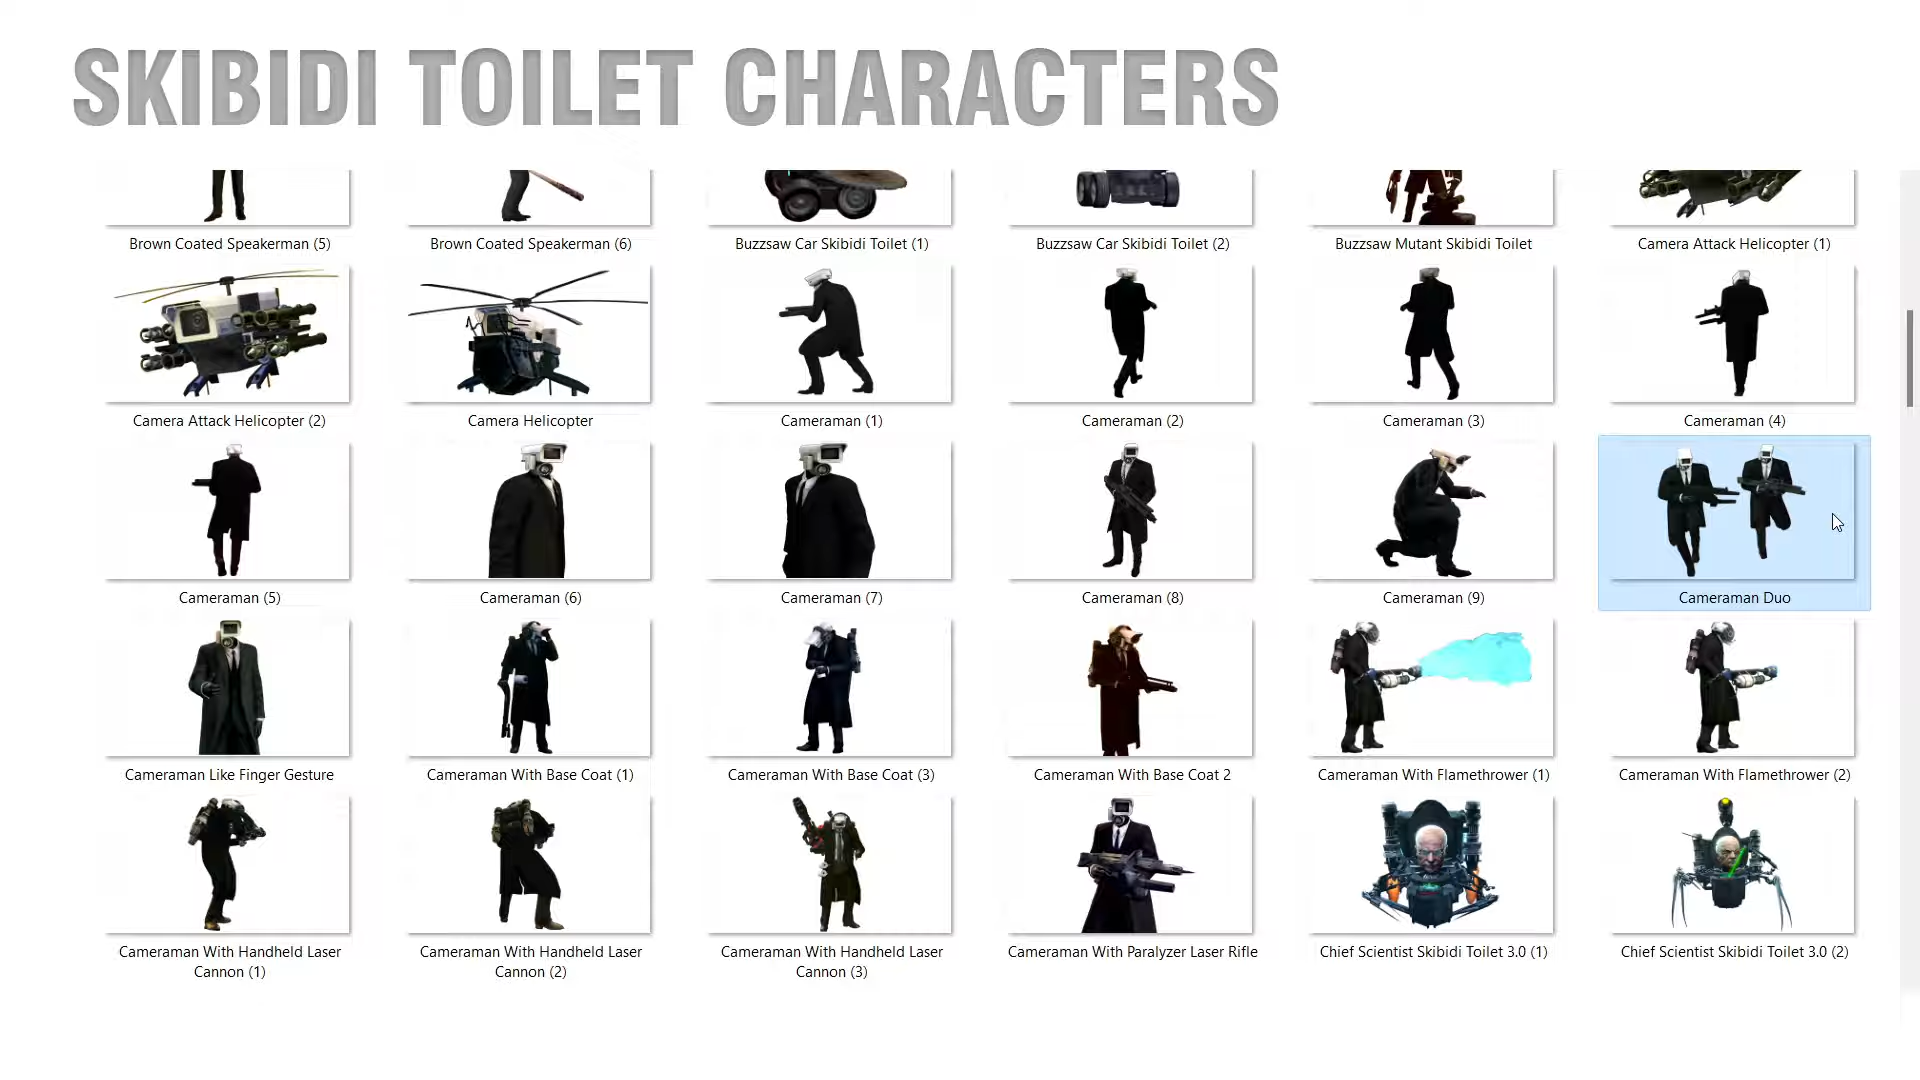 SKIBIDI TOILET CHARACTERS
Brown Coated Speakerman (5)
Brown Coated Speakerman (6)
Buzzsaw Car Skibidi Toilet (1)
Buzzsaw Car Skibidi Toilet (2)
Buzzsaw Mutant Skibidi Toilet
Camera Attack Helicopter (1)
Camera Attack Helicopter (2)
Camera Helicopter
Cameraman (1)
Cameraman (2)
Cameraman (3)
Cameraman (4)
Cameraman (5)
Cameraman (6)
Cameraman (7)
Cameraman (8)
Cameraman (9)
Cameraman Duo
Cameraman Like Finger Gesture
Cameraman With Base Coat (1)
Cameraman With Base Coat (3)
Cameraman With Base Coat 2
Cameraman With Flamethrower (1)
Cameraman With Flamethrower (2)
Cameraman With Handheld Laser
Cannon (1)
Cameraman With Handheld Laser
Cannon (2)
Cameraman With Handheld Laser
Cannon (3)
Cameraman With Paralyzer Laser Rifle
Chief Scientist Skibidi Toilet 3.0 (1)
Chief Scientist Skibidi Toilet 3.0 (2)